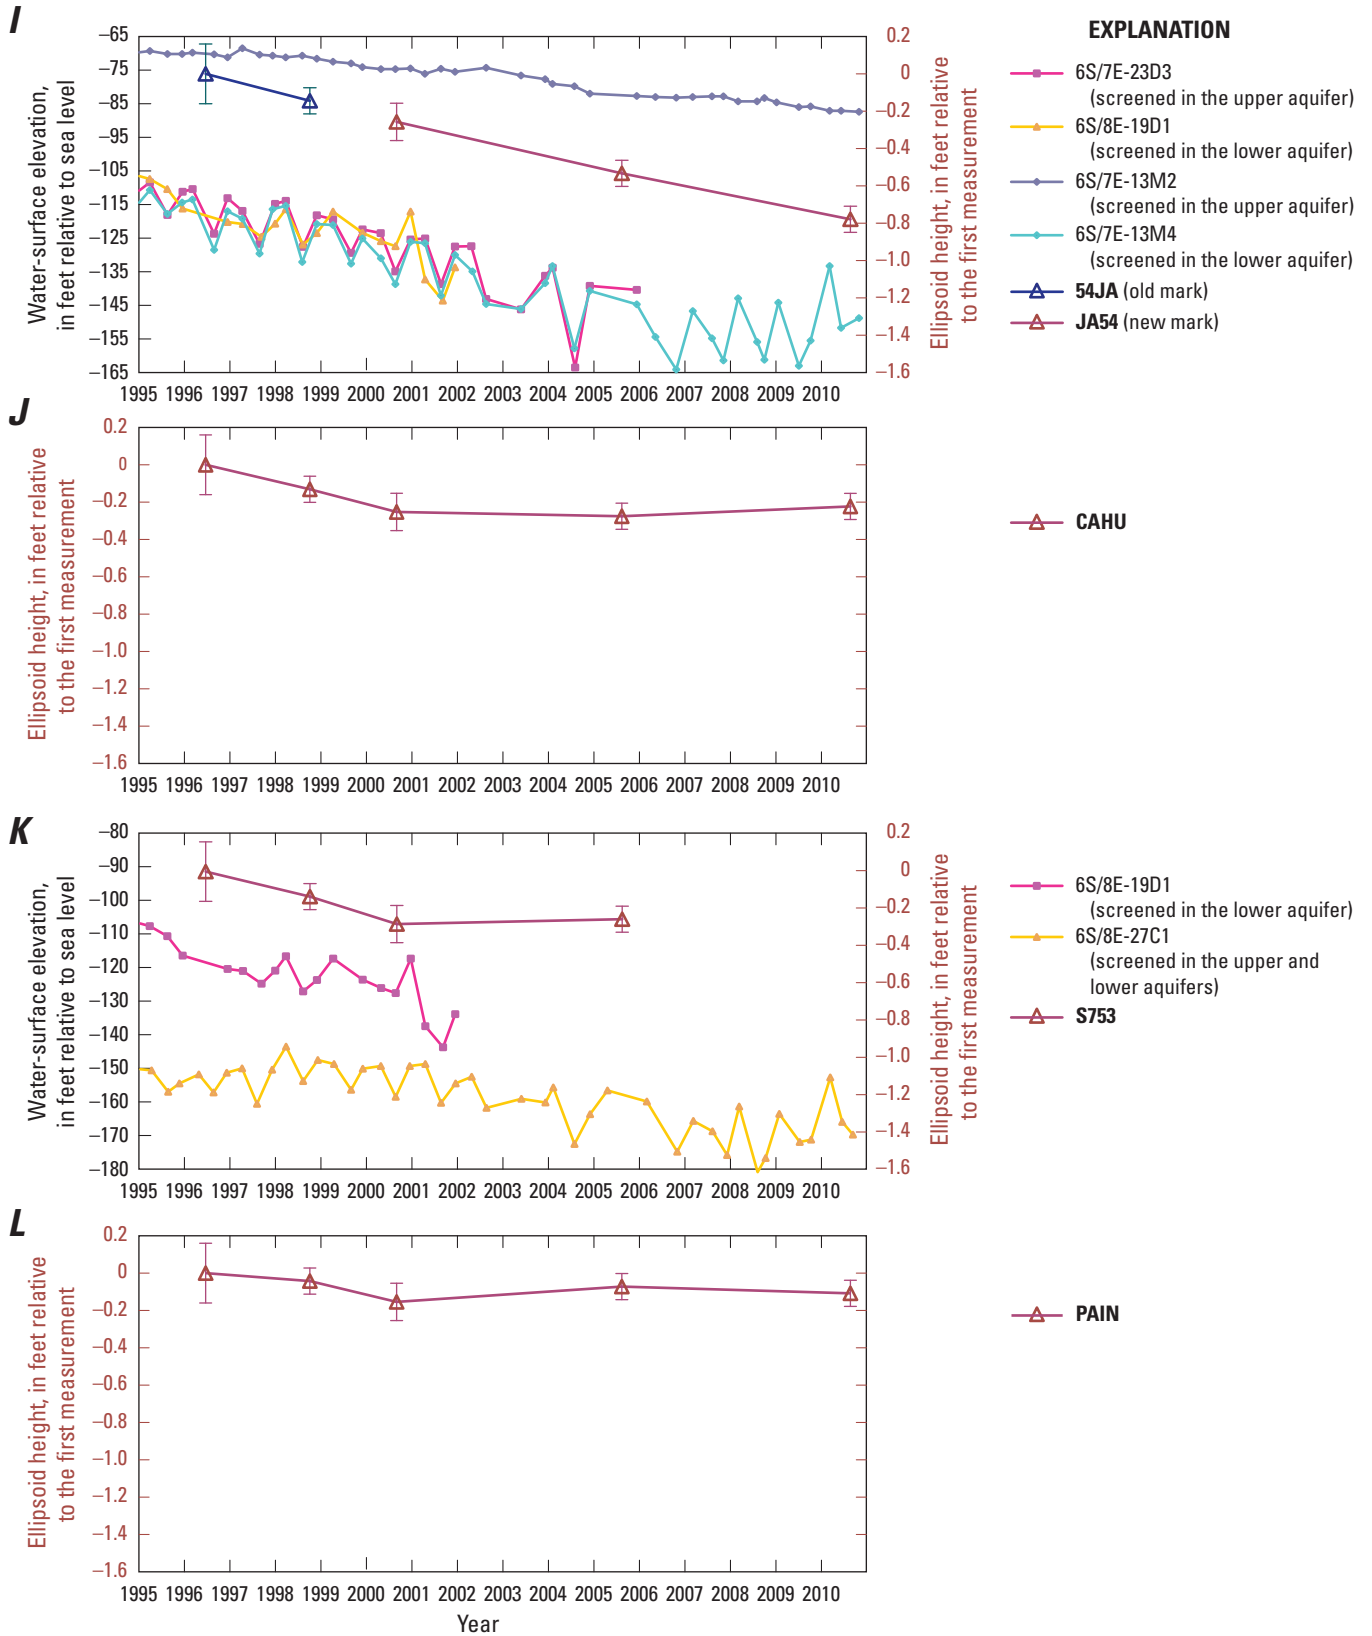 I
Water-surface elevation,
in feet relative to sea level
−65
−75
−85
−95
−105
−115
−125
−135
−145
−155
−165
0.2
0
−0.2
−0.4
−0.6
−0.8
−1.0
−1.2
−1.4
−1.6
Ellipsoid height, in feet relative
to the first measurement
1995 1996 1997 1998 1999 2000 2001 2002 2003 2004 2005 2006 2007 2008 2009 2010
EXPLANATION
6S/7E-23D3
(screened in the upper aquifer)
6S/8E-19D1
(screened in the lower aquifer)
6S/7E-13M2
(screened in the upper aquifer)
6S/7E-13M4
(screened in the lower aquifer)
54JA (old mark)
JA54 (new mark)
J
Ellipsoid height, in feet relative
to the first measurement
0.2
0
−0.2
−0.4
−0.6
−0.8
−1.0
−1.2
−1.4
−1.6
1995 1996 1997 1998 1999 2000 2001 2002 2003 2004 2005 2006 2007 2008 2009 2010
CAHU
K
Water-surface elevation,
in feet relative to sea level
−80
−90
−100
−110
−120
−130
−140
−150
−160
−170
−180
0.2
0
−0.2
−0.4
−0.6
−0.8
−1.0
−1.2
−1.4
−1.6
Ellipsoid height, in feet relative
to the first measurement
1995 1996 1997 1998 1999 2000 2001 2002 2003 2004 2005 2006 2007 2008 2009 2010
6S/8E-19D1
(screened in the lower aquifer)
6S/8E-27C1
(screened in the upper and
lower aquifers)
S753
L
Ellipsoid height, in feet relative
to the first measurement
0.2
0
−0.2
−0.4
−0.6
−0.8
−1.0
−1.2
−1.4
−1.6
1995 1996 1997 1998 1999 2000 2001 2002 2003 2004 2005 2006 2007 2008 2009 2010
Year
PAIN